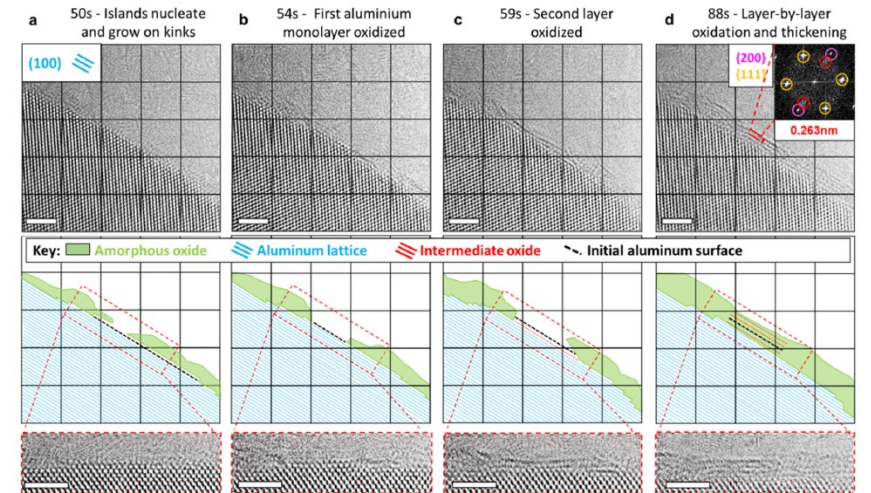 a
50s - Islands nucleate
and grow on kinks
b
54s - First aluminium
monolayer oxidized
c
59s - Second layer
oxidized
d
88s - Layer-by-layer
oxidation and thickening
{100}
{200}
{111}
0.263nm
Key: Amorphous oxide Aluminum lattice Intermediate oxide Initial aluminum surface